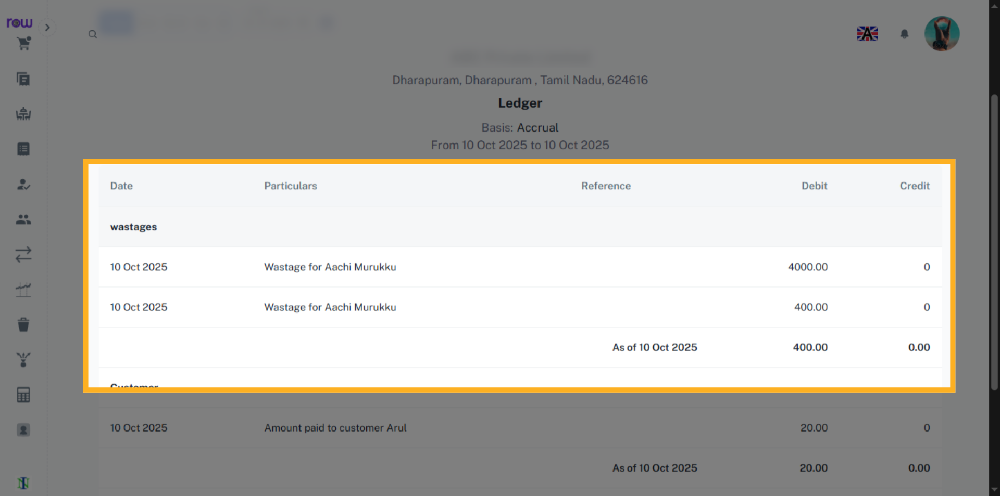 row
Dharapuram, Dharapuram , Tamil Nadu, 624616
Ledger
Basis: Accrual
From 10 Oct 2025 to 10 Oct 2025
Date Particulars Reference Debit Credit
wastages
10 Oct 2025 Wastage for Aachi Murukku 4000.00 0
10 Oct 2025 Wastage for Aachi Murukku 400.00 0
As of 10 Oct 2025 400.00 0.00
Customer
10 Oct 2025 Amount paid to customer Arul 20.00 0
As of 10 Oct 2025 20.00 0.00